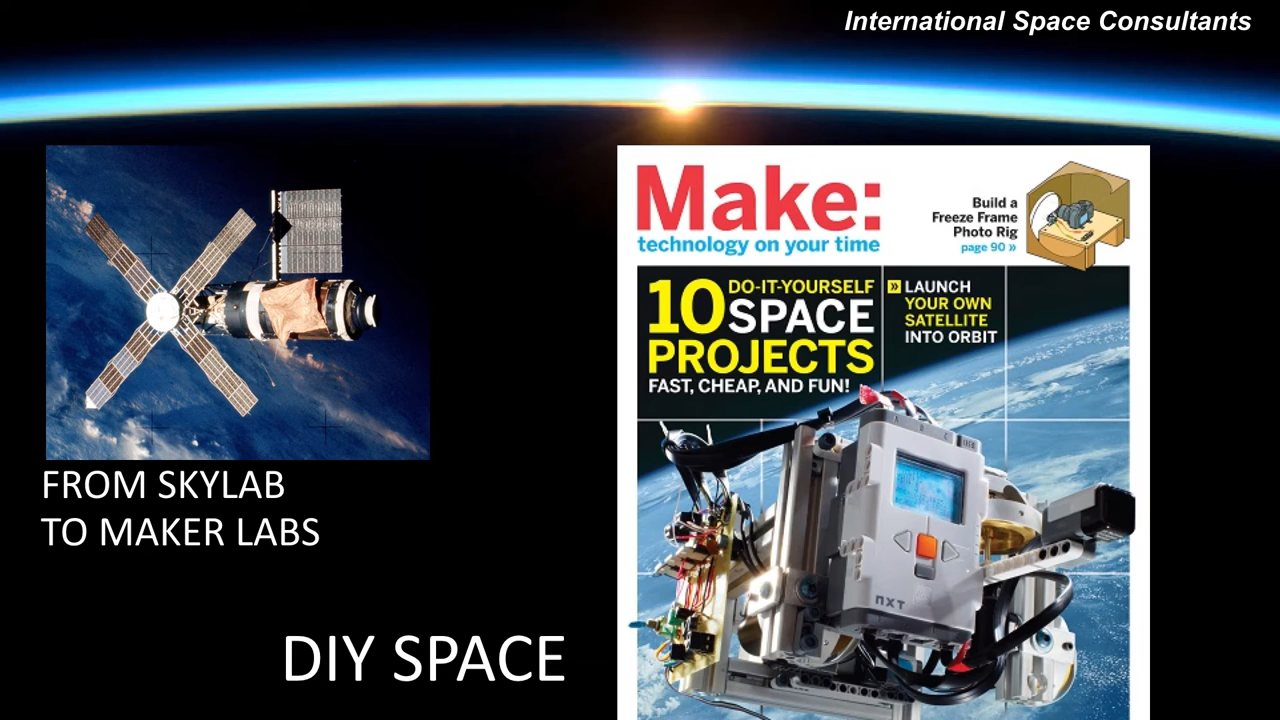 International Space Consultants
FROM SKYLAB
TO MAKER LABS
DIY SPACE
Make:
technology on your time
Build a
Freeze Frame
Photo Rig
page 90 »
10 DO-IT-YOURSELF
SPACE
PROJECTS
FAST, CHEAP, AND FUN!
» LAUNCH
YOUR OWN
SATELLITE
INTO ORBIT
NXT